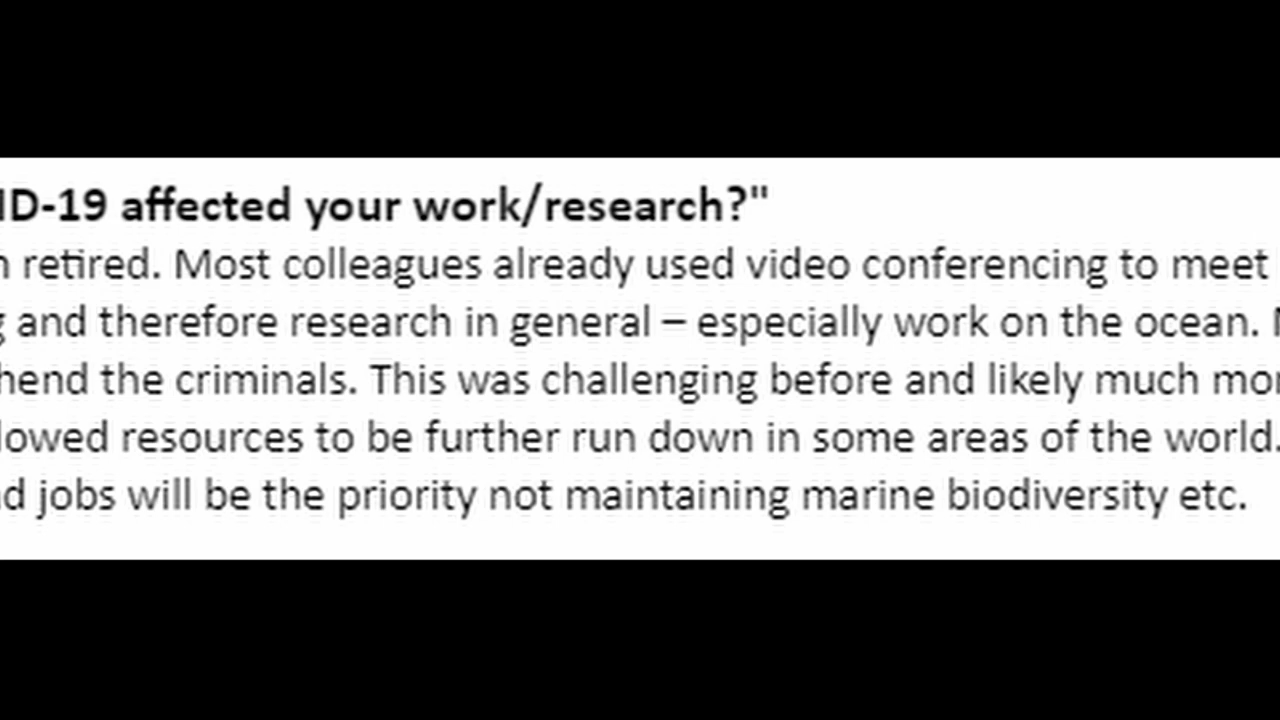 ID-19 affected your work/research?"
retired. Most colleagues already used video conferencing to meet
and therefore research in general – especially work on the ocean.
hend the criminals. This was challenging before and likely much
lowed resources to be further run down in some areas of the world.
jobs will be the priority not maintaining marine biodiversity etc.